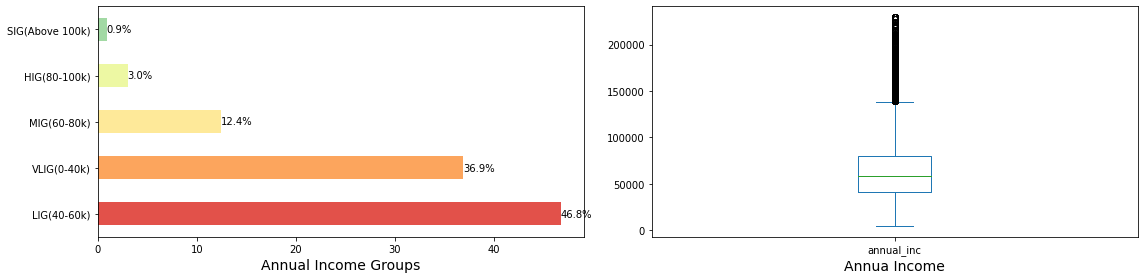 SIG(Above 100k)
0.9%
HIG(80-100k)
3.0%
MIG(60-80k)
12.4%
VLIG(0-40k)
36.9%
LIG(40-60k)
46.8%
0 10 20 30 40
Annual Income Groups
200000
150000
100000
50000
0
annual_inc
Annua Income